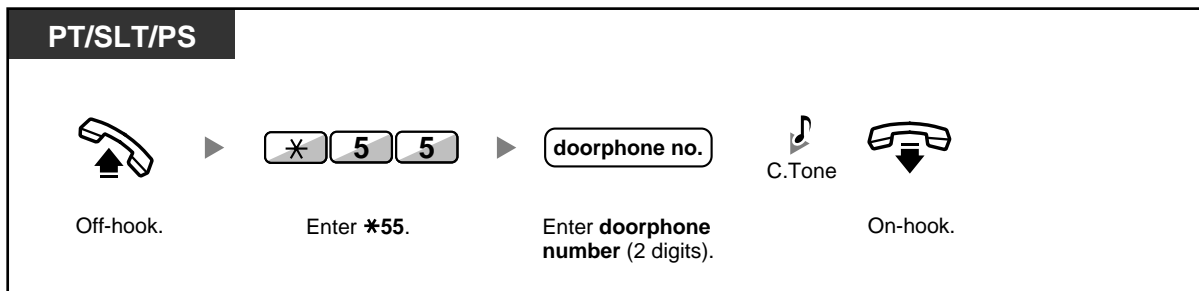 PT/SLT/PS
✳ 5 5
doorphone no.
C.Tone
Off-hook.
Enter ✳55.
Enter doorphone
number (2 digits).
On-hook.